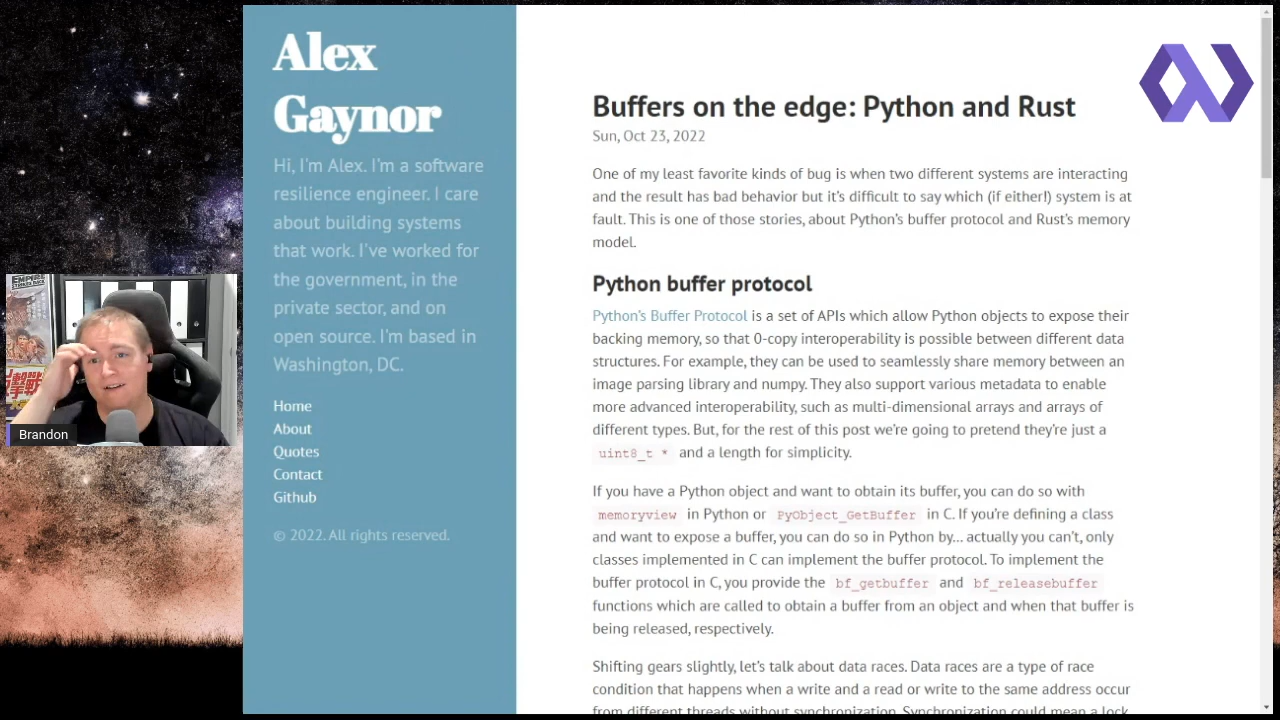 Alex
Gaynor
Hi, I'm Alex. I'm a software
resilience engineer. I care
about building systems
that work. I've worked for
the government, in the
private sector, and on
open source. I'm based in
Washington, DC.
Home
About
Quotes
Contact
Github
© 2022. All rights reserved.
Buffers on the edge: Python and Rust
Sun, Oct 23, 2022
One of my least favorite kinds of bug is when two different systems are interacting
and the result has bad behavior but it's difficult to say which (if either!) system is at
fault. This is one of those stories, about Python's buffer protocol and Rust's memory
model.
Python buffer protocol
Python's Buffer Protocol is a set of APIs which allow Python objects to expose their
backing memory, so that 0-copy interoperability is possible between different data
structures. For example, they can be used to seamlessly share memory between an
image parsing library and numpy. They also support various metadata to enable
more advanced interoperability, such as multi-dimensional arrays and arrays of
different types. But, for the rest of this post we're going to pretend they're just a
uint8_t * and a length for simplicity.
If you have a Python object and want to obtain its buffer, you can do so with
memoryview in Python or PyObject_GetBuffer in C. If you're defining a class
and want to expose a buffer, you can do so in Python by... actually you can't, only
classes implemented in C can implement the buffer protocol. To implement the
buffer protocol in C, you provide the bf_getbuffer and bf_releasebuffer
functions which are called to obtain a buffer from an object and when that buffer is
being released, respectively.
Shifting gears slightly, let's talk about data races. Data races are a type of race
condition that happens when a write and a read or write to the same address occur
from different threads without synchronization. Synchronization could mean a lock
EMPIRE
擊戰
Brandon